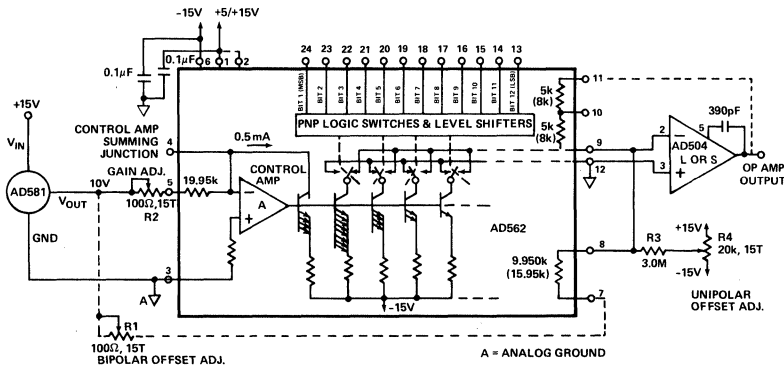 -15V
+5/+15V
0.1µF
0.1µF
6
1
2
24
23
22
21
20
19
18
17
16
15
14
13
BIT 1 (MSB)
BIT 2
BIT 3
BIT 4
BIT 5
BIT 6
BIT 7
BIT 8
BIT 9
BIT 10
BIT 11
BIT 12 (LSB)
PNP LOGIC SWITCHES & LEVEL SHIFTERS
5k
(8k)
5k
(8k)
11
10
9
12
390pF
2
3
5
AD504
L OR S
-
+
OP AMP
OUTPUT
+15V
VIN
AD581
10V
VOUT
GND
CONTROL AMP
SUMMING
JUNCTION
4
0.5mA
GAIN ADJ.
5
100Ω,15T
R2
19.95k
CONTROL
AMP
-
+
A
AD562
3
A
-15V
9.950k
(15.95k)
8
7
R3
3.0M
+15V
R4
20k, 15T
-15V
UNIPOLAR
OFFSET ADJ.
R1
100Ω, 15T
BIPOLAR OFFSET ADJ.
A = ANALOG GROUND